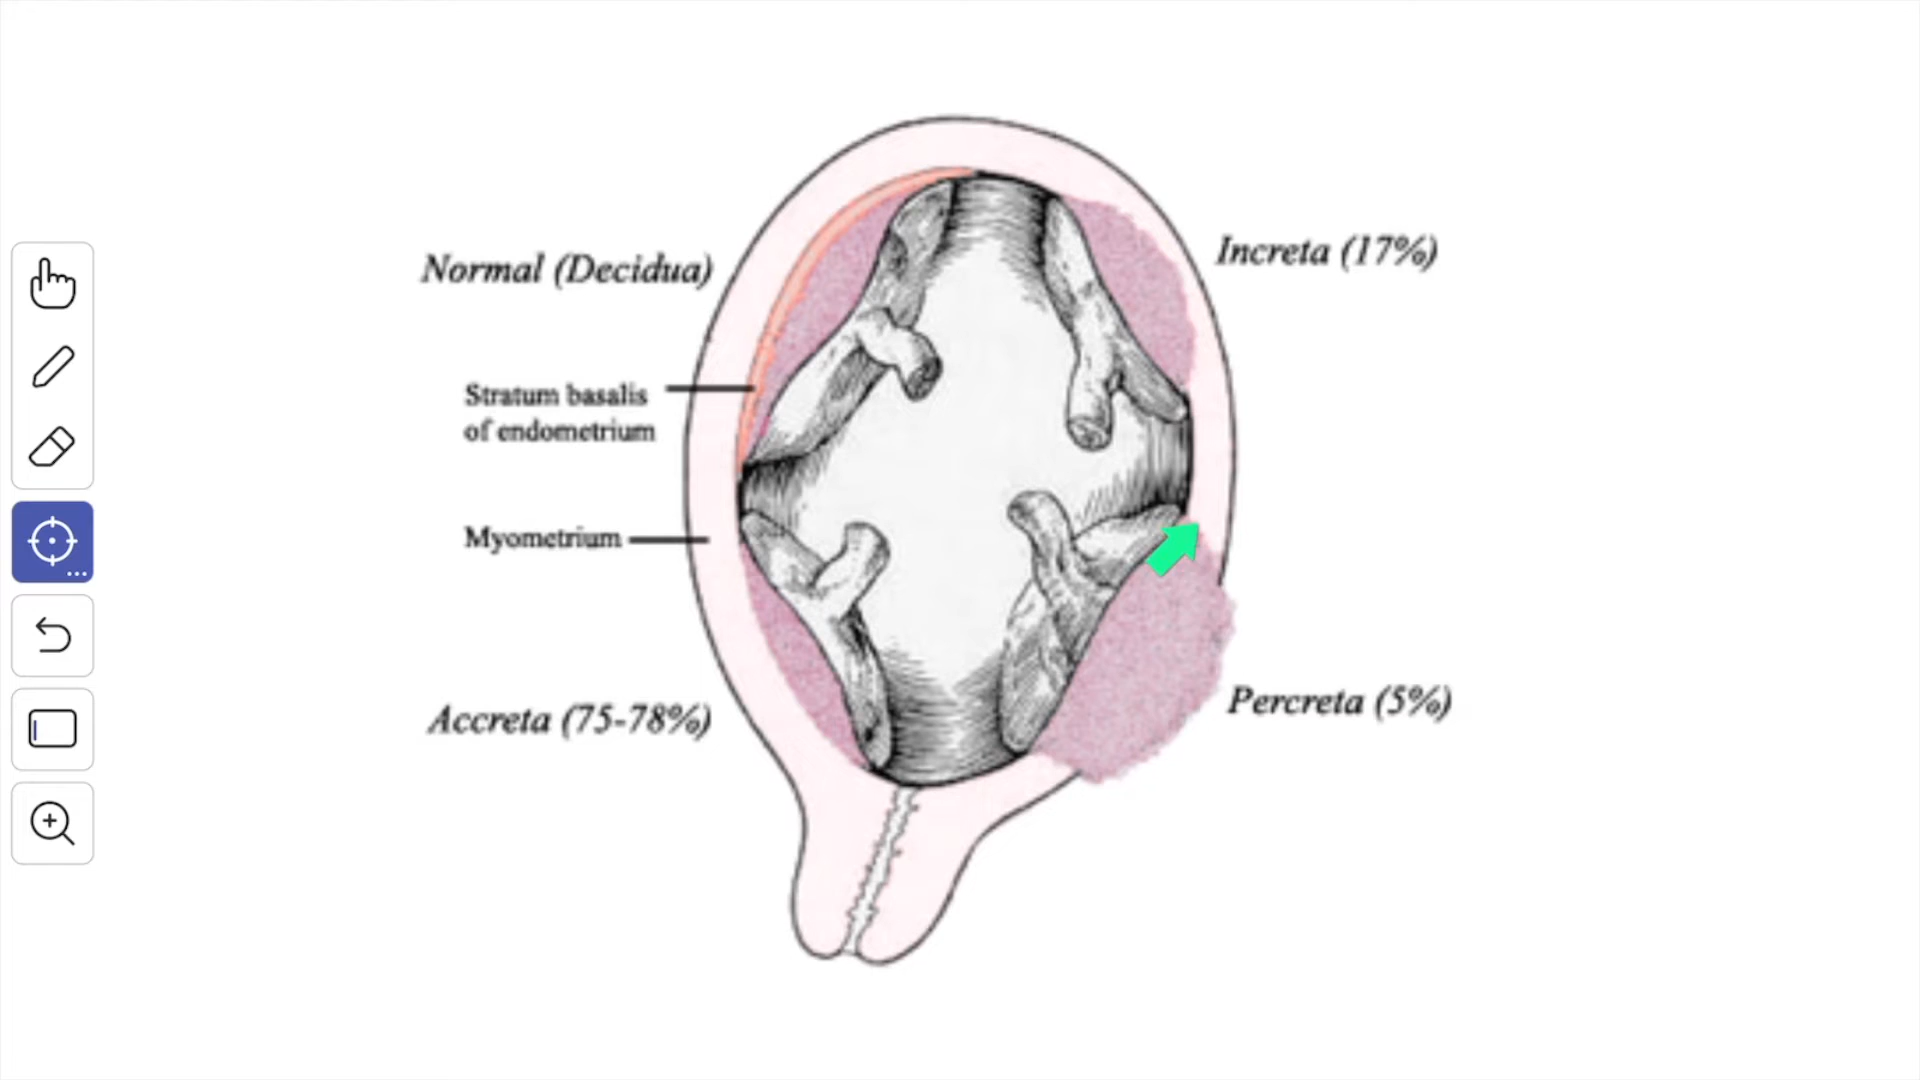 Normal (Decidua)
Increta (17%)
Stratum basalis
of endometrium
Myometrium
Accreta (75-78%)
Percreta (5%)